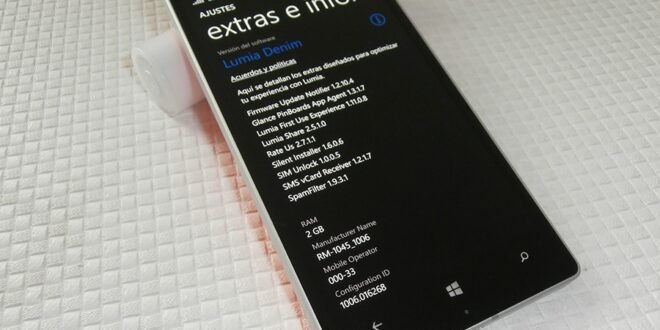 AJUSTES
extras e infor
Versión del software
Lumia Denim
Acuerdos y políticas
Aquí se detallan los extras diseñados para optimizar
tu experiencia con Lumia.
Firmware Update Notifier 1.2.10.4
Glance PinBoards App Agent 1.3.1.7
Lumia First Use Experience 1.11.0.8
Lumia Share 2.5.1.0
Rate Us 2.7.1.1
Silent Installer 1.6.0.6
SIM Unlock 1.0.0.5
SMS vCard Receiver 1.2.1.7
SpamFilter 1.9.3.1
RAM
2 GB
Manufacturer Name
RM-1045_1006
Mobile Operator
000-33
Configuration ID
1006.016268